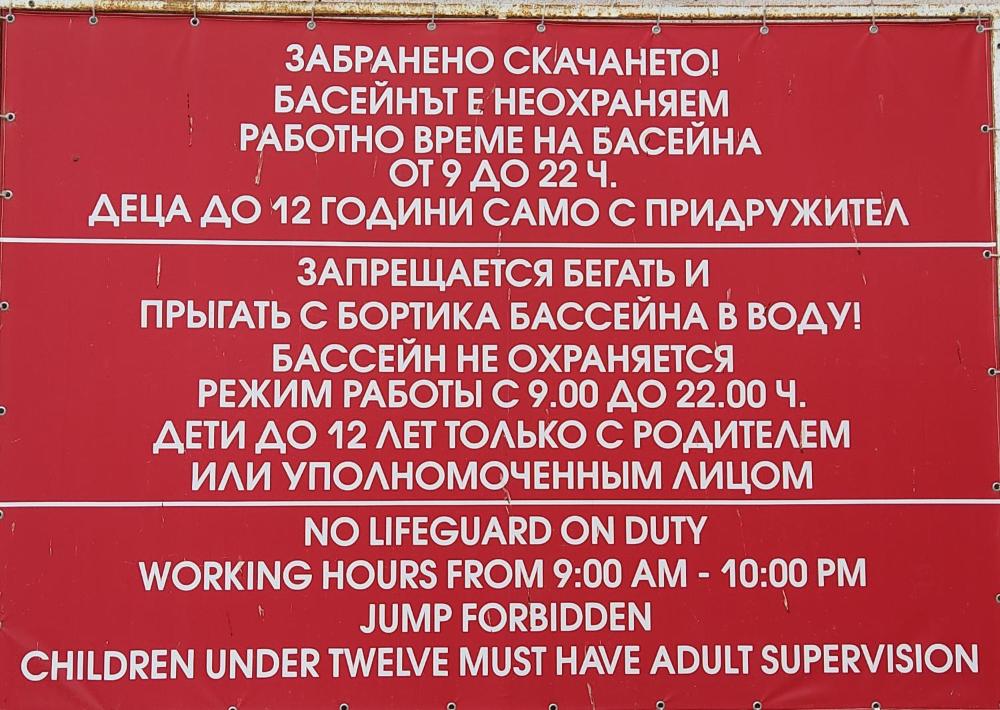 ЗАБРАНЕНО СКАЧАНЕТО!
БАСЕЙНЪТ Е НЕОХРАНЯЕМ
РАБОТНО ВРЕМЕ НА БАСЕЙНА
ОТ 9 ДО 22 Ч.
ДЕЦА ДО 12 ГОДИНИ САМО С ПРИДРУЖИТЕЛ
ЗАПРЕЩАЕТСЯ БЕГАТЬ И
ПРЫГАТЬ С БОРТИКА БАССЕЙНА В ВОДУ!
БАССЕЙН НЕ ОХРАНЯЕТСЯ
РЕЖИМ РАБОТЫ С 9.00 ДО 22.00 Ч.
ДЕТИ ДО 12 ЛЕТ ТОЛЬКО С РОДИТЕЛЕМ
ИЛИ УПОЛНОМОЧЕННЫМ ЛИЦОМ
NO LIFEGUARD ON DUTY
WORKING HOURS FROM 9:00 AM - 10:00 PM
JUMP FORBIDDEN
CHILDREN UNDER TWELVE MUST HAVE ADULT SUPERVISION